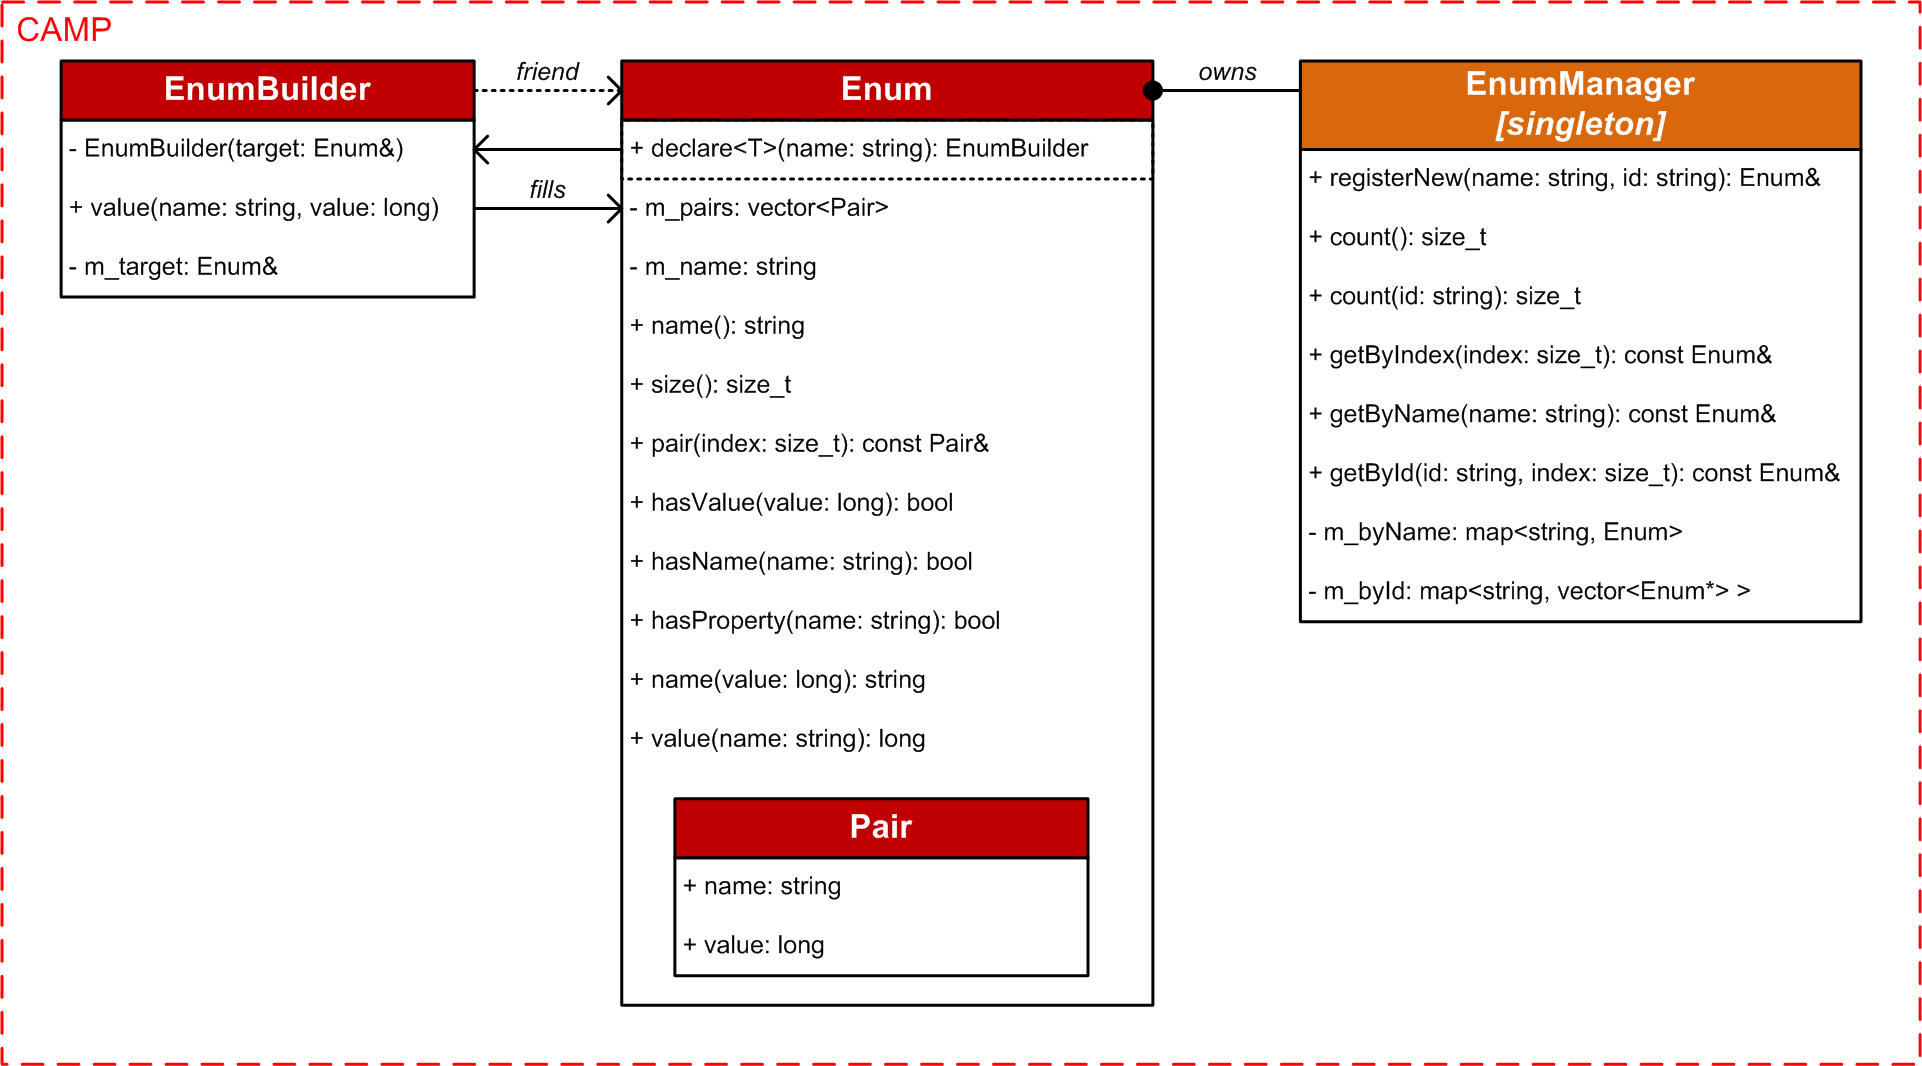 CAMP
EnumBuilder
- EnumBuilder(target: Enum&)
+ value(name: string, value: long)
- m_target: Enum&
friend
fills
Enum
+ declare<T>(name: string): EnumBuilder
- m_pairs: vector<Pair>
- m_name: string
+ name(): string
+ size(): size_t
+ pair(index: size_t): const Pair&
+ hasValue(value: long): bool
+ hasName(name: string): bool
+ hasProperty(name: string): bool
+ name(value: long): string
+ value(name: string): long
Pair
+ name: string
+ value: long
owns
EnumManager
[singleton]
+ registerNew(name: string, id: string): Enum&
+ count(): size_t
+ count(id: string): size_t
+ getByIndex(index: size_t): const Enum&
+ getByName(name: string): const Enum&
+ getById(id: string, index: size_t): const Enum&
- m_byName: map<string, Enum>
- m_byId: map<string, vector<Enum*> >